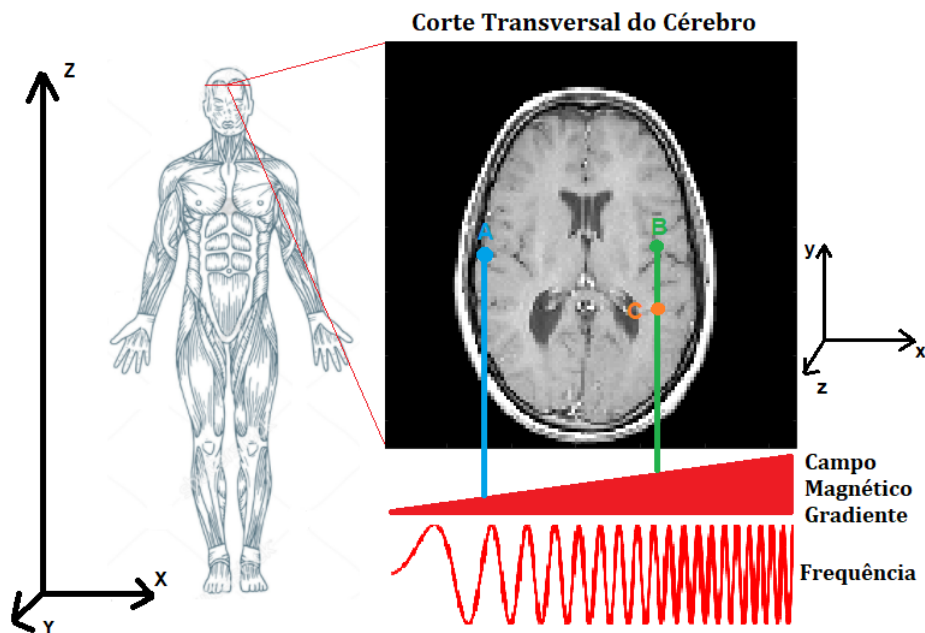 Corte Transversal do Cérebro
Z
X
Y
A
B
C
y
x
z
Campo
Magnético
Gradiente
Frequência